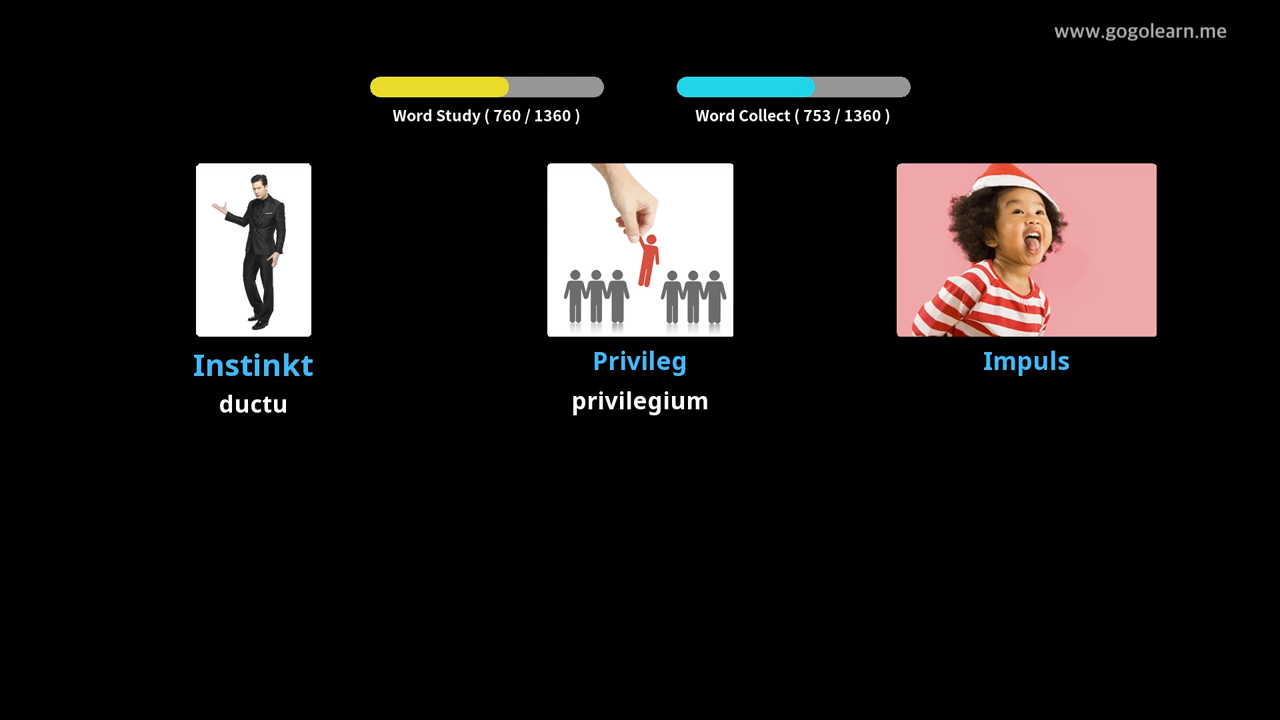 www.gogolearn.me
Word Study ( 760 / 1360 )
Word Collect ( 753 / 1360 )
Instinkt
ductu
Privileg
privilegium
Impuls